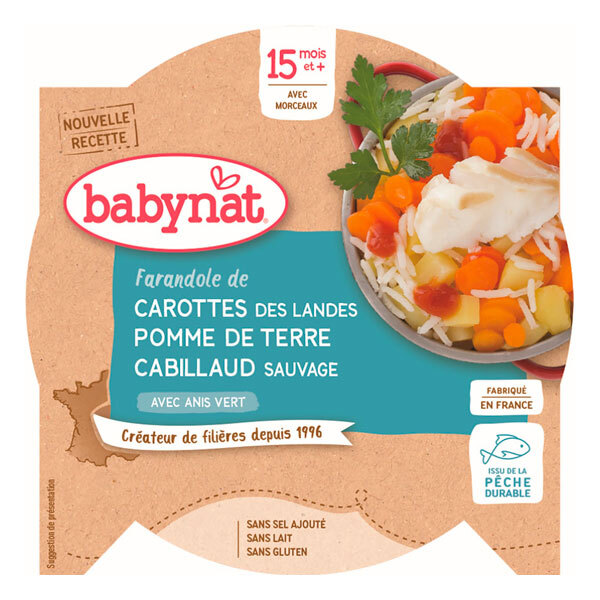 15 mois
et +
AVEC
MORCEAUX
NOUVELLE
RECETTE
babynat
Farandole de
CAROTTES DES LANDES
POMME DE TERRE
CABILLAUD SAUVAGE
AVEC ANIS VERT
Créateur de filières depuis 1996
FABRIQUÉ
EN FRANCE
ISSU DE LA
PÊCHE
DURABLE
SANS SEL AJOUTÉ
SANS LAIT
SANS GLUTEN
Suggestion de présentation